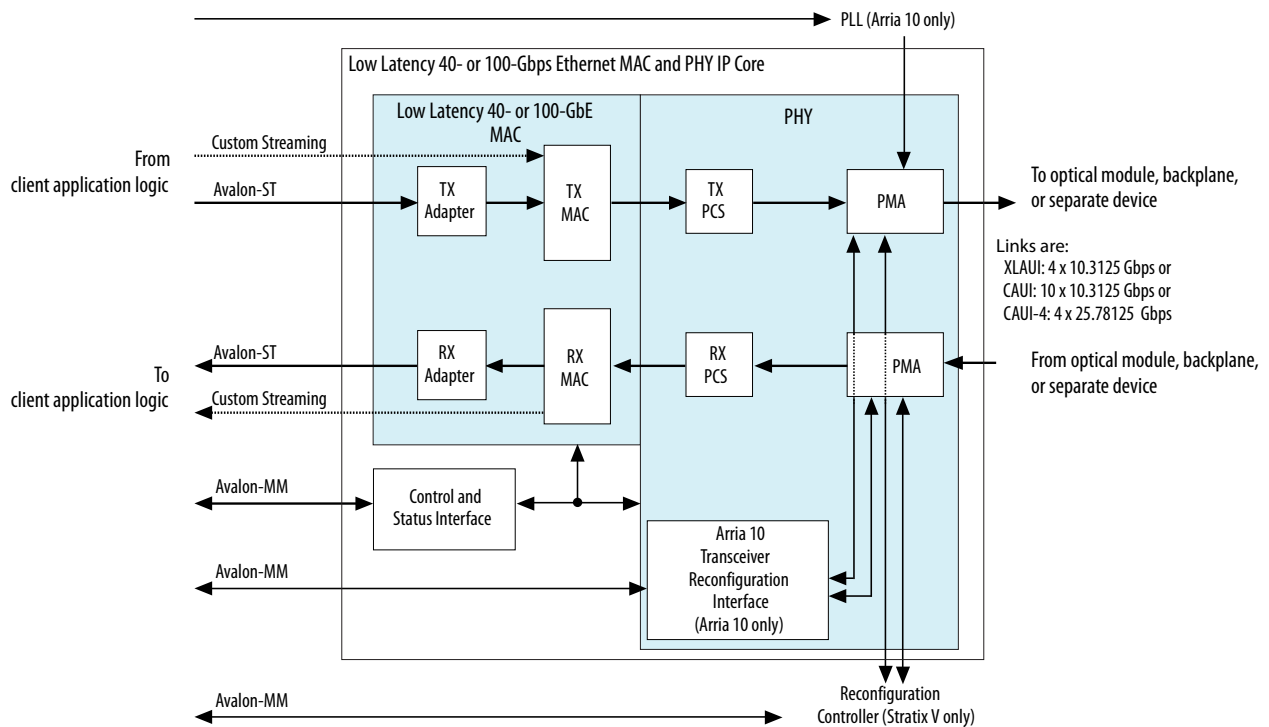 PLL (Arria 10 only)
Low Latency 40- or 100-Gbps Ethernet MAC and PHY IP Core
Low Latency 40- or 100-GbE
MAC
PHY
From
client application logic
Custom Streaming
Avalon-ST
TX
Adapter
TX
MAC
TX
PCS
PMA
To optical module, backplane,
or separate device
Links are:
XLAUI: 4 x 10.3125 Gbps or
CAUI: 10 x 10.3125 Gbps or
CAUI-4: 4 x 25.78125 Gbps
To
client application logic
Avalon-ST
Custom Streaming
RX
Adapter
RX
MAC
RX
PCS
PMA
From optical module, backplane,
or separate device
Avalon-MM
Control and
Status Interface
Avalon-MM
Arria 10
Transceiver
Reconfiguration
Interface
(Arria 10 only)
Avalon-MM
Reconfiguration
Controller (Stratix V only)